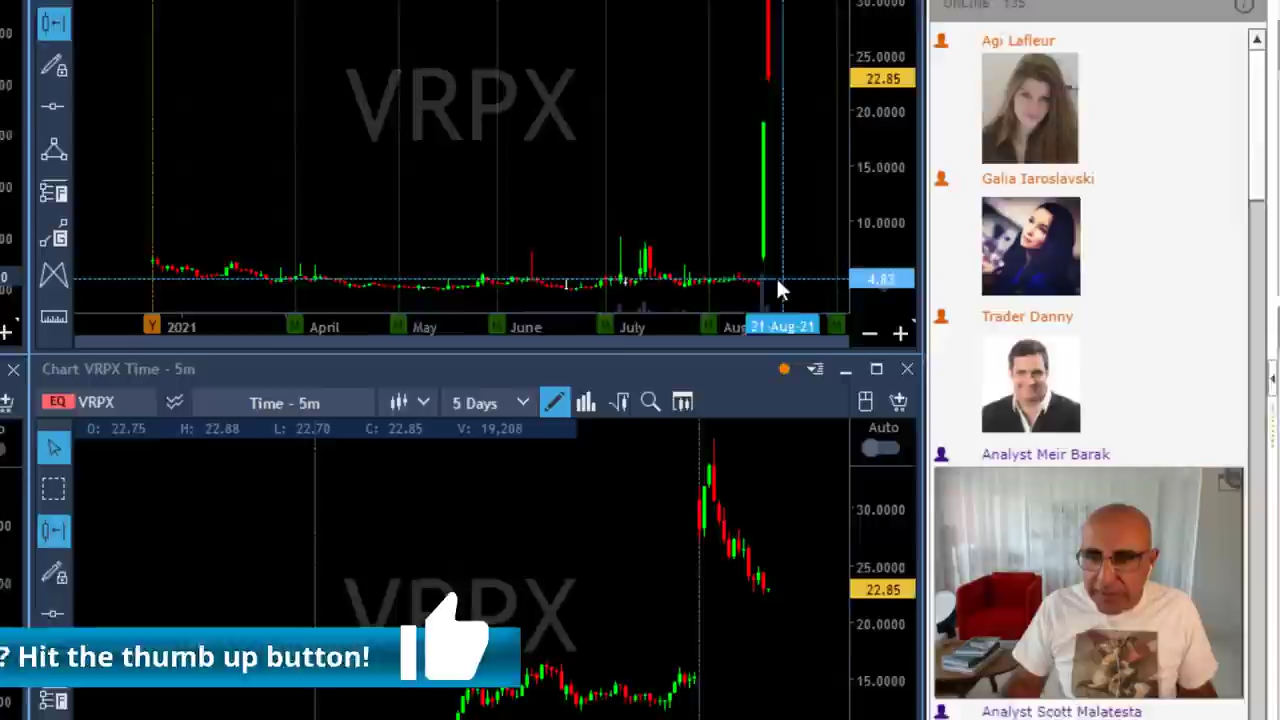 30.0000
25.0000
22.85
20.0000
15.0000
10.0000
4.83
VRPX
Y 2021 M April M May M June M July M Aug 21-Aug-21 M
Chart VRPX Time - 5m
EQ VRPX Time - 5m 5 Days
O: 22.75 H: 22.88 L: 22.70 C: 22.85 V: 19,208
Auto
30.0000
25.0000
22.85
20.0000
15.0000
VRPX
? Hit the thumb up button!
ONLINE 135
Agi Lafleur
Galia Iaroslavski
Trader Danny
Analyst Meir Barak
Analyst Scott Malatesta